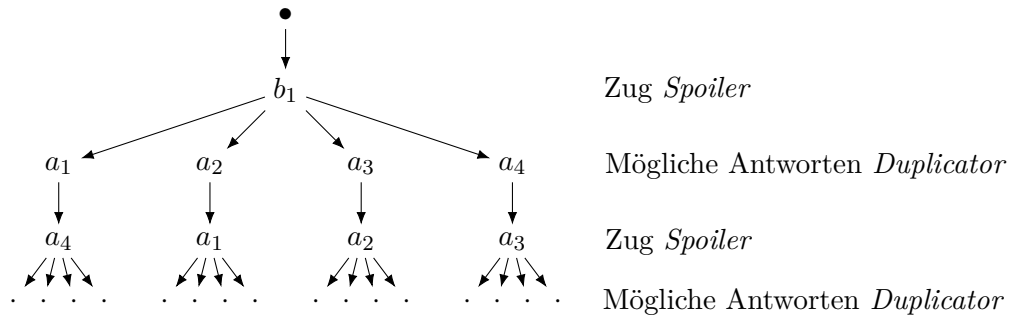 b₁ Zug Spoiler
a₁ a₂ a₃ a₄ Mögliche Antworten Duplicator
a₄ a₁ a₂ a₃ Zug Spoiler
. . . . . . . . . . . . . . . . Mögliche Antworten Duplicator